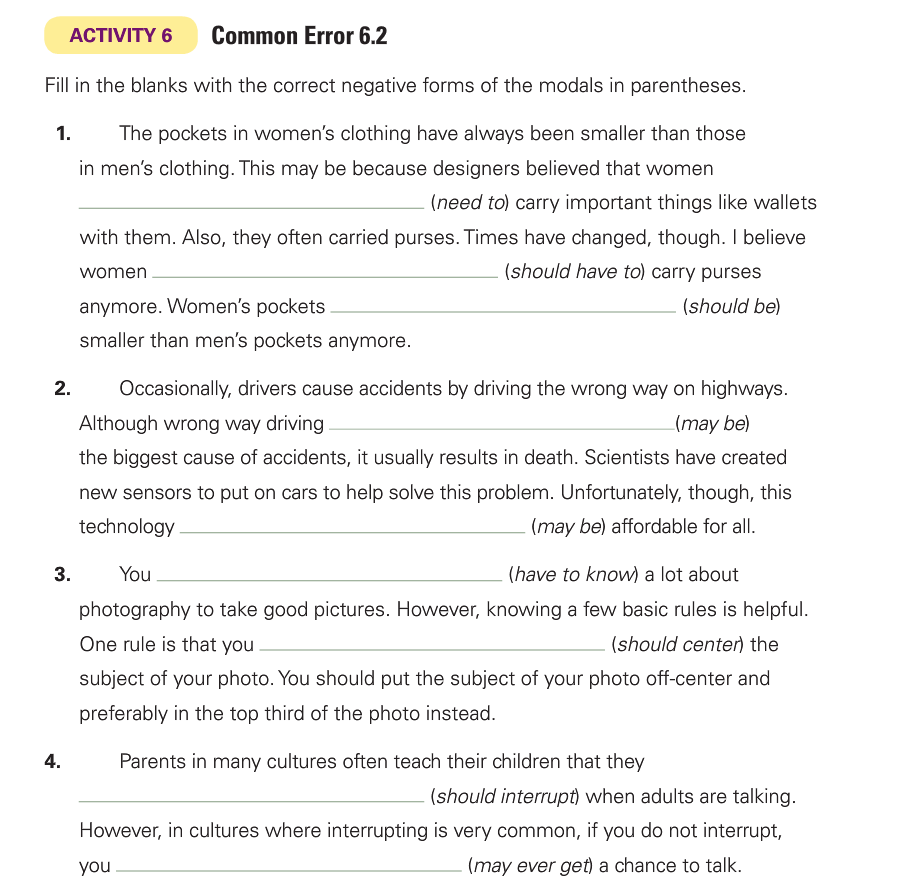 ACTIVITY 6 Common Error 6.2
Fill in the blanks with the correct negative forms of the modals in parentheses.
1. The pockets in women’s clothing have always been smaller than those
in men’s clothing. This may be because designers believed that women
(need to) carry important things like wallets
with them. Also, they often carried purses. Times have changed, though. I believe
women (should have to) carry purses
anymore. Women’s pockets (should be)
smaller than men’s pockets anymore.
2. Occasionally, drivers cause accidents by driving the wrong way on highways.
Although wrong way driving (may be)
the biggest cause of accidents, it usually results in death. Scientists have created
new sensors to put on cars to help solve this problem. Unfortunately, though, this
technology (may be) affordable for all.
3. You (have to know) a lot about
photography to take good pictures. However, knowing a few basic rules is helpful.
One rule is that you (should center) the
subject of your photo. You should put the subject of your photo off-center and
preferably in the top third of the photo instead.
4. Parents in many cultures often teach their children that they
(should interrupt) when adults are talking.
However, in cultures where interrupting is very common, if you do not interrupt,
you (may ever get) a chance to talk.